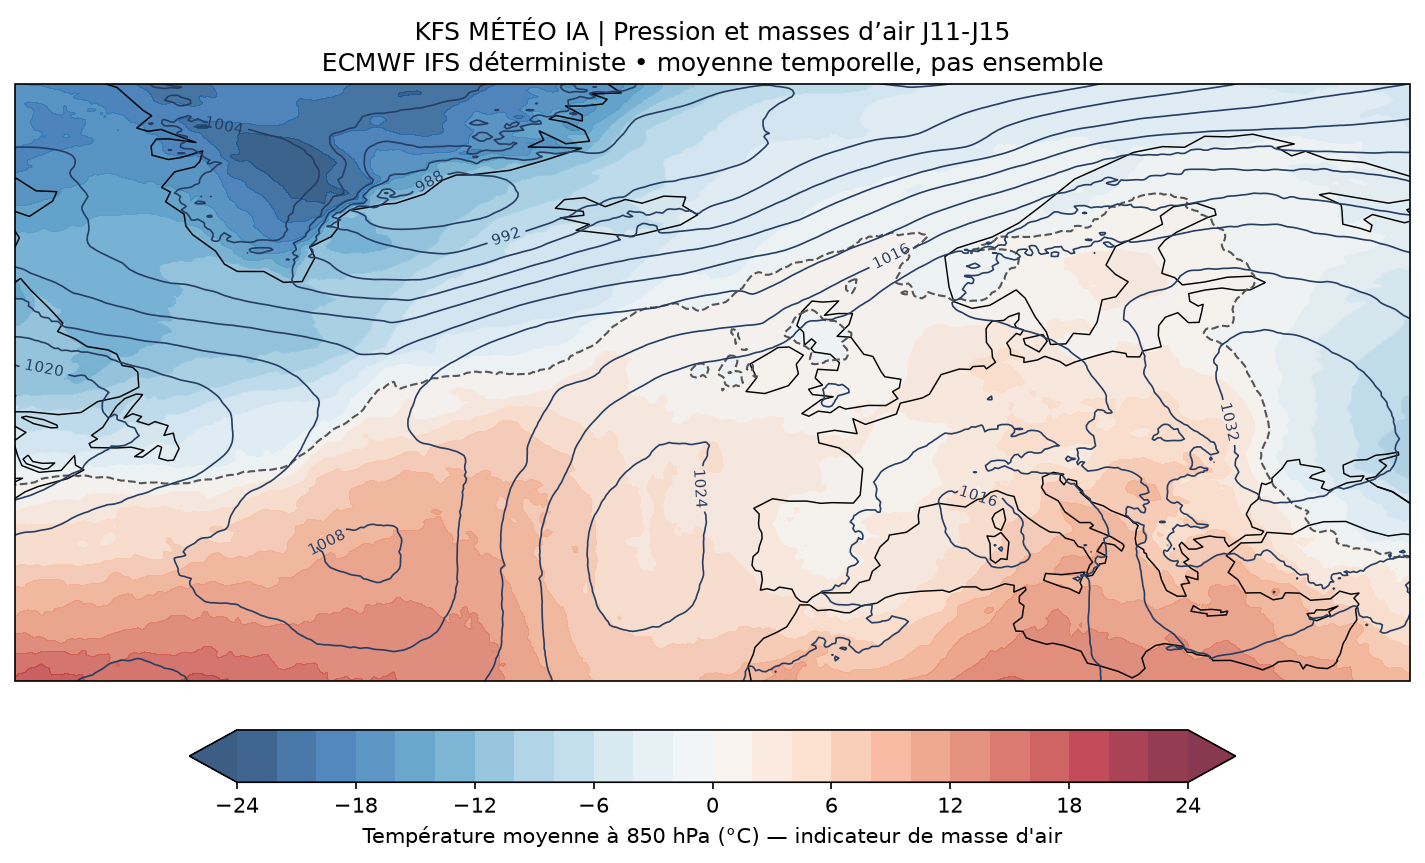 KFS MÉTÉO IA | Pression et masses d’air J11-J15
ECMWF IFS déterministe • moyenne temporelle, pas ensemble
1004
988
992
1016
1020
1032
1024
1016
1008
−24 −18 −12 −6 0 6 12 18 24
Température moyenne à 850 hPa (°C) — indicateur de masse d'air